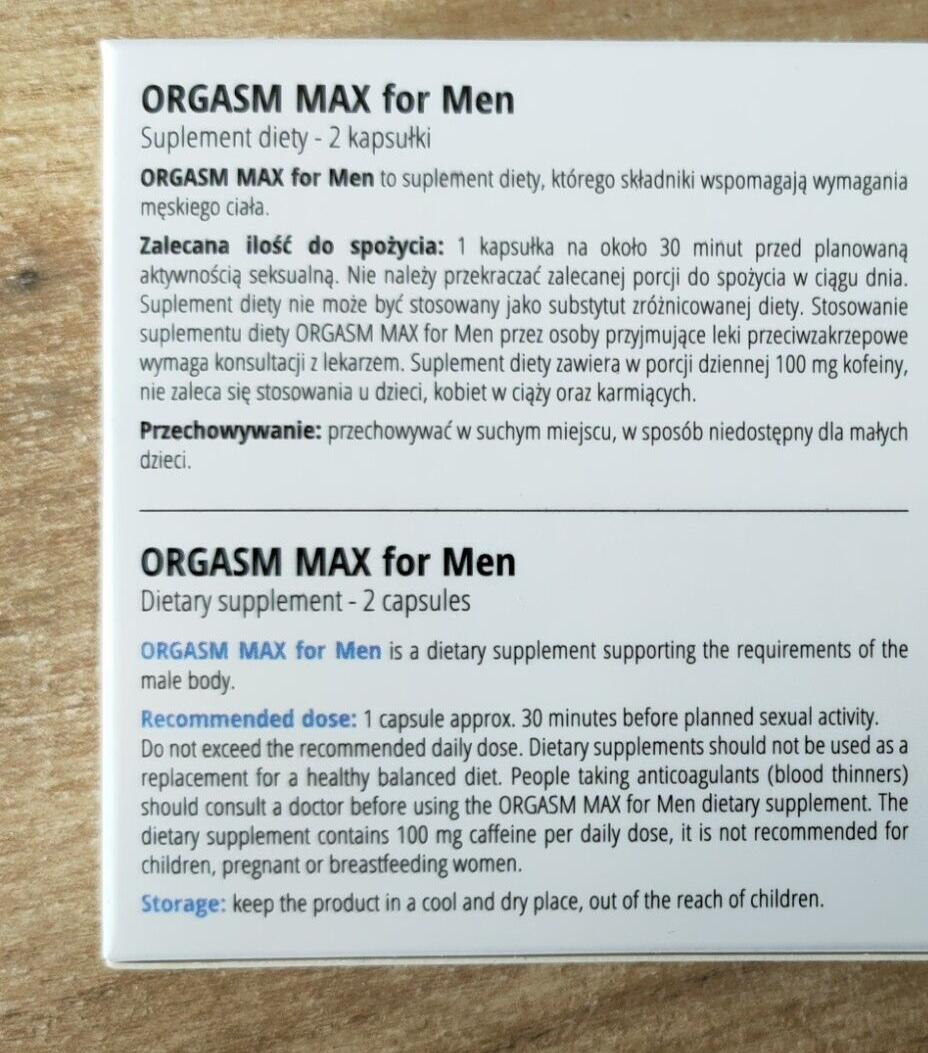 ORGASM MAX for Men
Suplement diety - 2 kapsułki
ORGASM MAX for Men to suplement diety, którego składniki wspomagają wymagania
męskiego ciała.
Zalecana ilość do spożycia: 1 kapsułka na około 30 minut przed planowaną
aktywnością seksualną. Nie należy przekraczać zalecanej porcji do spożycia w ciągu dnia.
Suplement diety nie może być stosowany jako substytut zróżnicowanej diety. Stosowanie
suplementu diety ORGASM MAX for Men przez osoby przyjmujące leki przeciwzakrzepowe
wymaga konsultacji z lekarzem. Suplement diety zawiera w porcji dziennej 100 mg kofeiny,
nie zaleca się stosowania u dzieci, kobiet w ciąży oraz karmiących.
Przechowywanie: przechowywać w suchym miejscu, w sposób niedostępny dla małych
dzieci.
ORGASM MAX for Men
Dietary supplement - 2 capsules
ORGASM MAX for Men is a dietary supplement supporting the requirements of the
male body.
Recommended dose: 1 capsule approx. 30 minutes before planned sexual activity.
Do not exceed the recommended daily dose. Dietary supplements should not be used as a
replacement for a healthy balanced diet. People taking anticoagulants (blood thinners)
should consult a doctor before using the ORGASM MAX for Men dietary supplement. The
dietary supplement contains 100 mg caffeine per daily dose, it is not recommended for
children, pregnant or breastfeeding women.
Storage: keep the product in a cool and dry place, out of the reach of children.